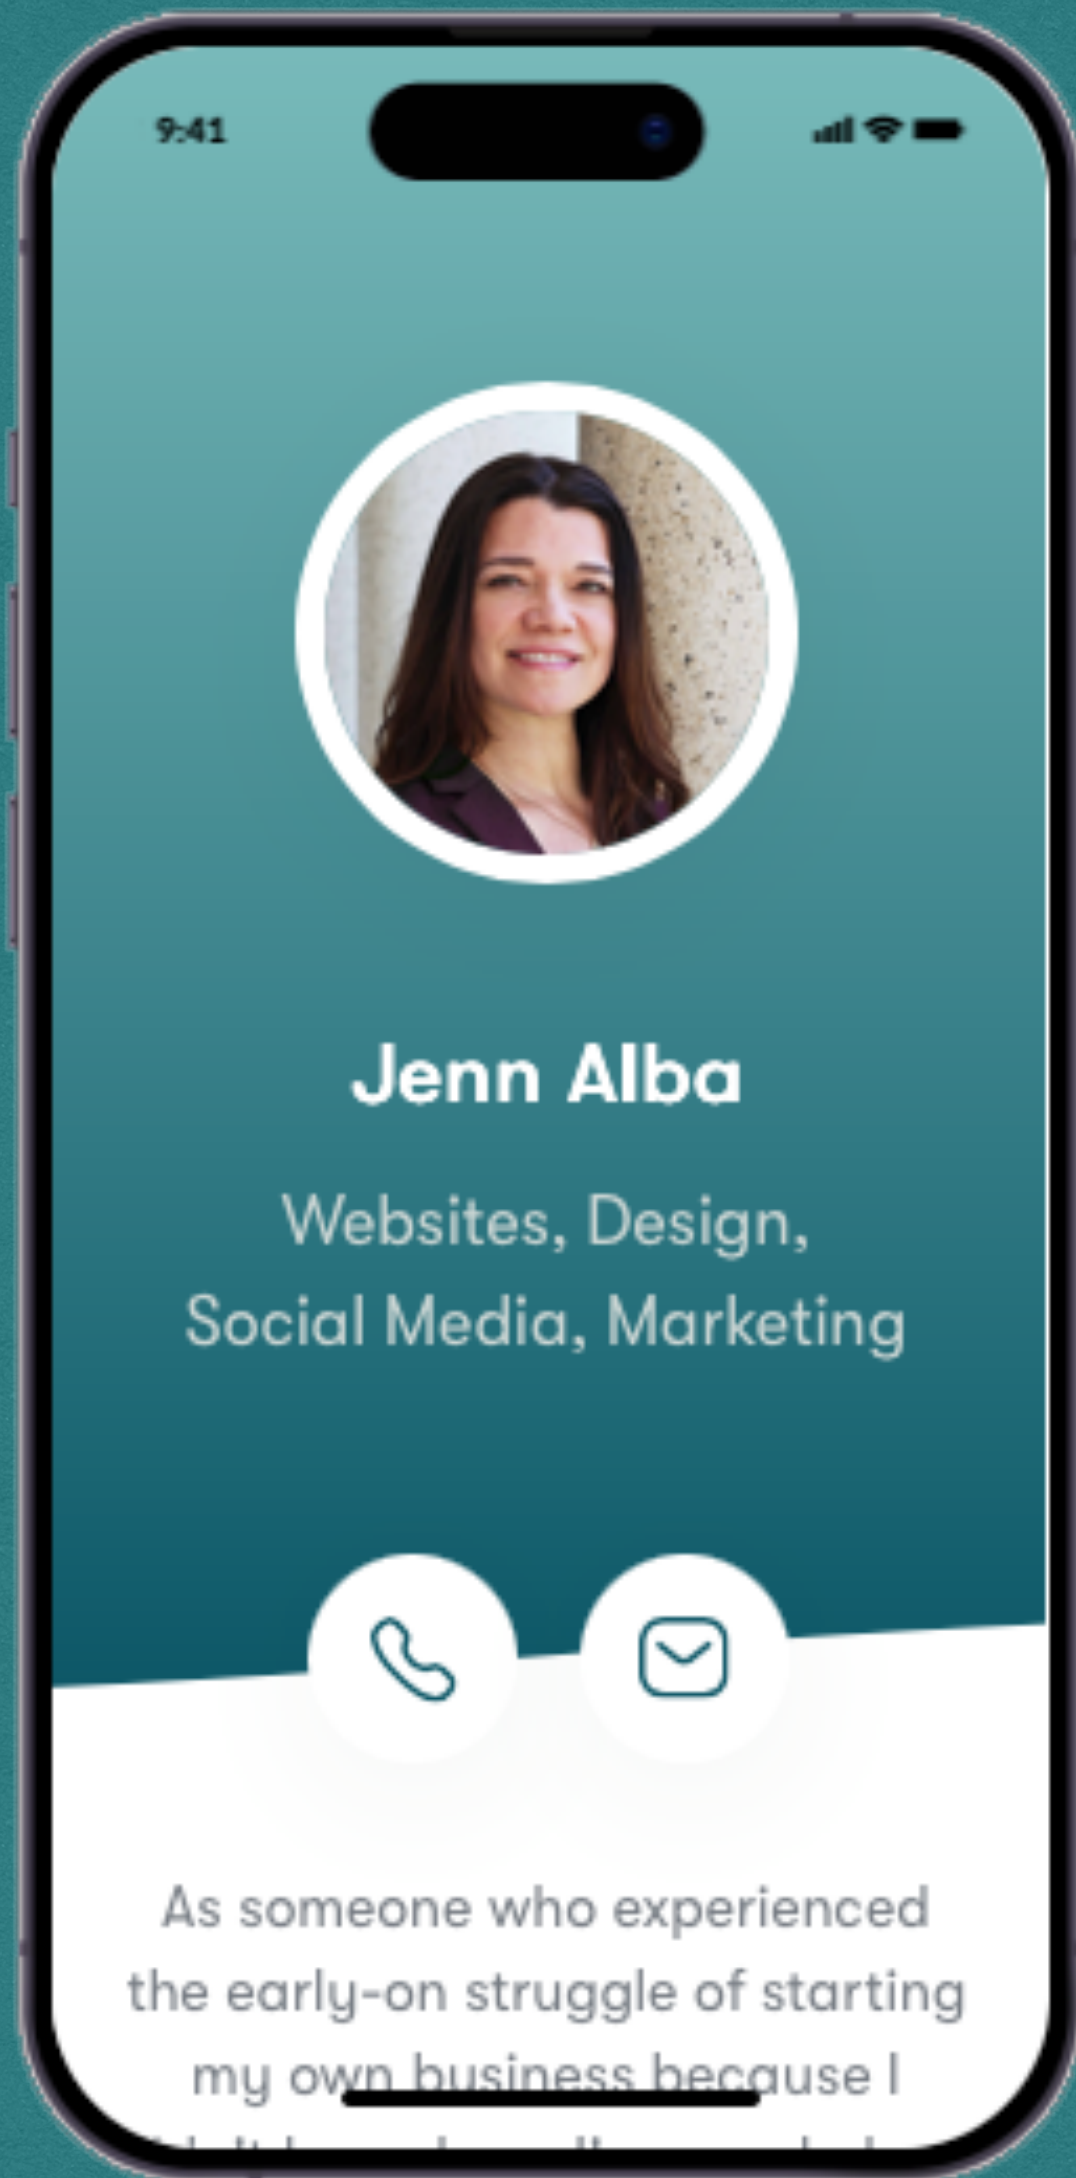 9:41
Jenn Alba
Websites, Design,
Social Media, Marketing
As someone who experienced
the early-on struggle of starting
my own business because I